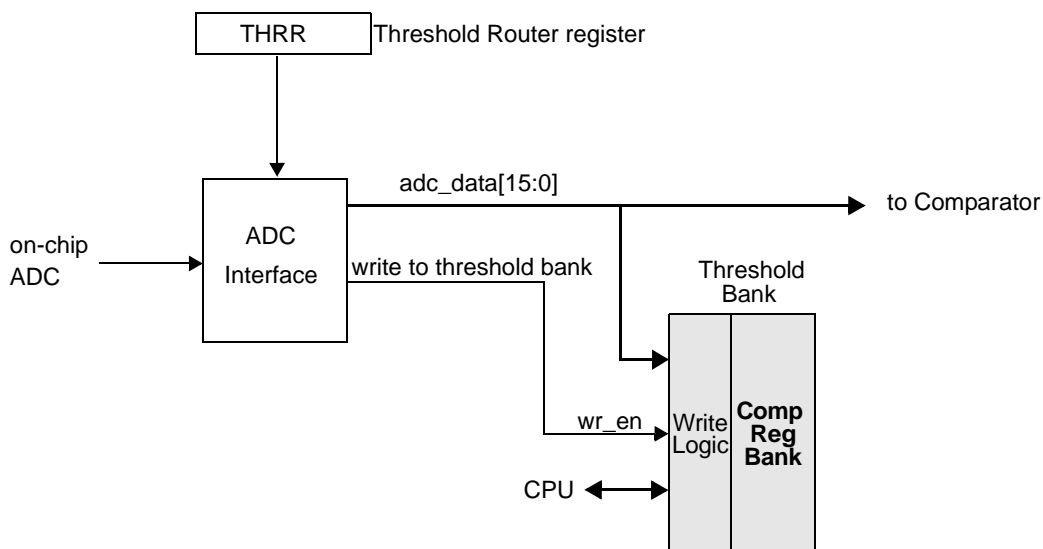 THRR
Threshold Router register
adc_data[15:0]
to Comparator
on-chip
ADC
ADC
Interface
write to threshold bank
Threshold
Bank
wr_en
Write
Logic
Comp
Reg
Bank
CPU